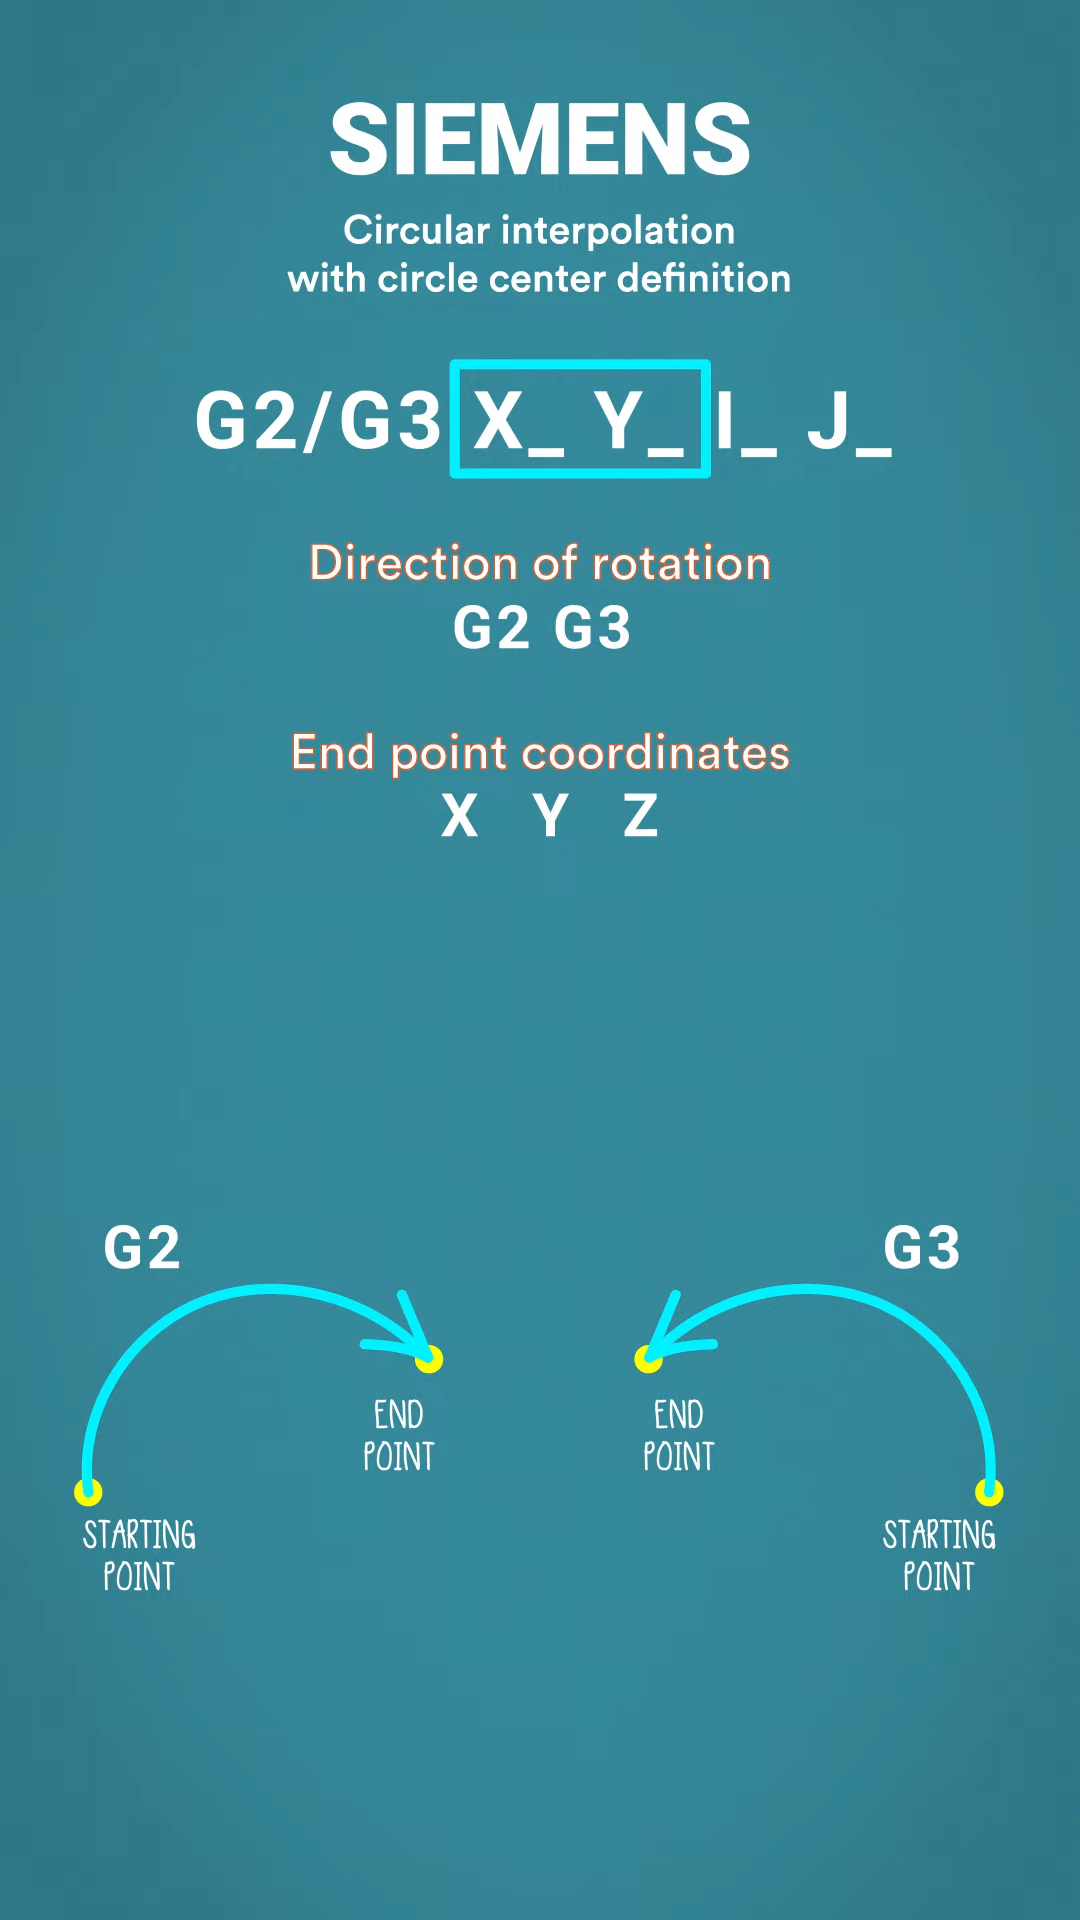 SIEMENS
Circular interpolation
with circle center definition
G2/G3 X_ Y_ I_ J_
Direction of rotation
G2 G3
End point coordinates
X Y Z
G2
G3
END
POINT
END
POINT
STARTING
POINT
STARTING
POINT